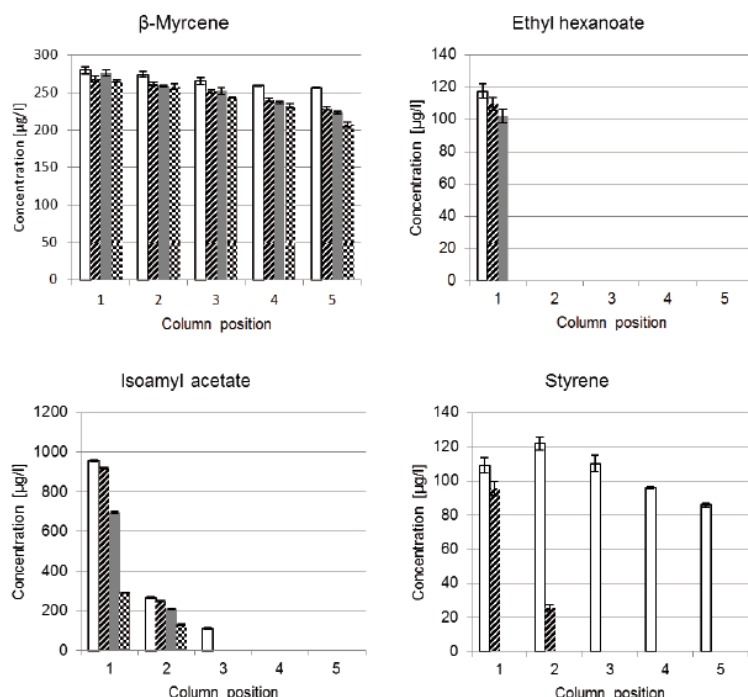 β-Myrcene
Concentration [µg/l]
300
250
200
150
100
50
0
1 2 3 4 5
Column position
Ethyl hexanoate
Concentration [µg/l]
140
120
100
80
60
40
20
0
1 2 3 4 5
Column position
Isoamyl acetate
Concentration [µg/l]
1200
1000
800
600
400
200
0
1 2 3 4 5
Column position
Styrene
Concentration [µg/l]
140
120
100
80
60
40
20
0
1 2 3 4 5
Column position